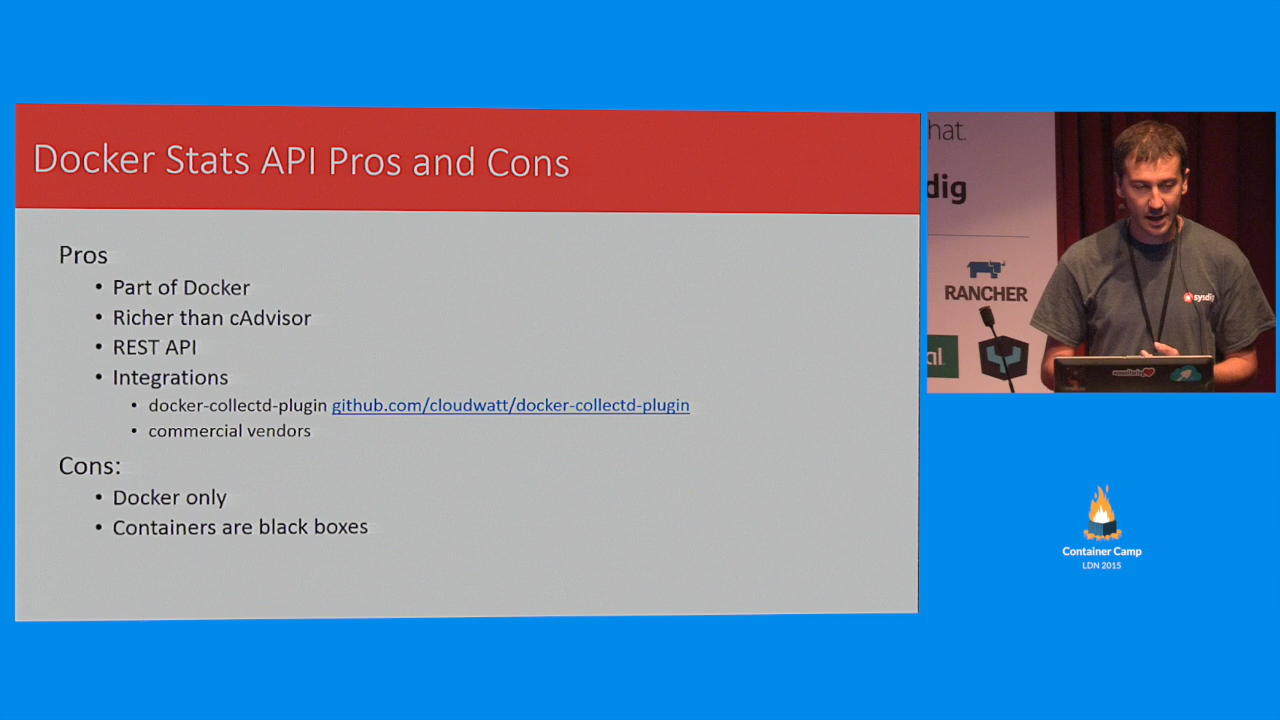 Docker Stats API Pros and Cons
Pros
• Part of Docker
• Richer than cAdvisor
• REST API
• Integrations
• docker-collectd-plugin github.com/cloudwatt/docker-collectd-plugin
• commercial vendors
Cons:
• Docker only
• Containers are black boxes
hat.
dig
RANCHER
al
sysdig
Container Camp
LDN 2015